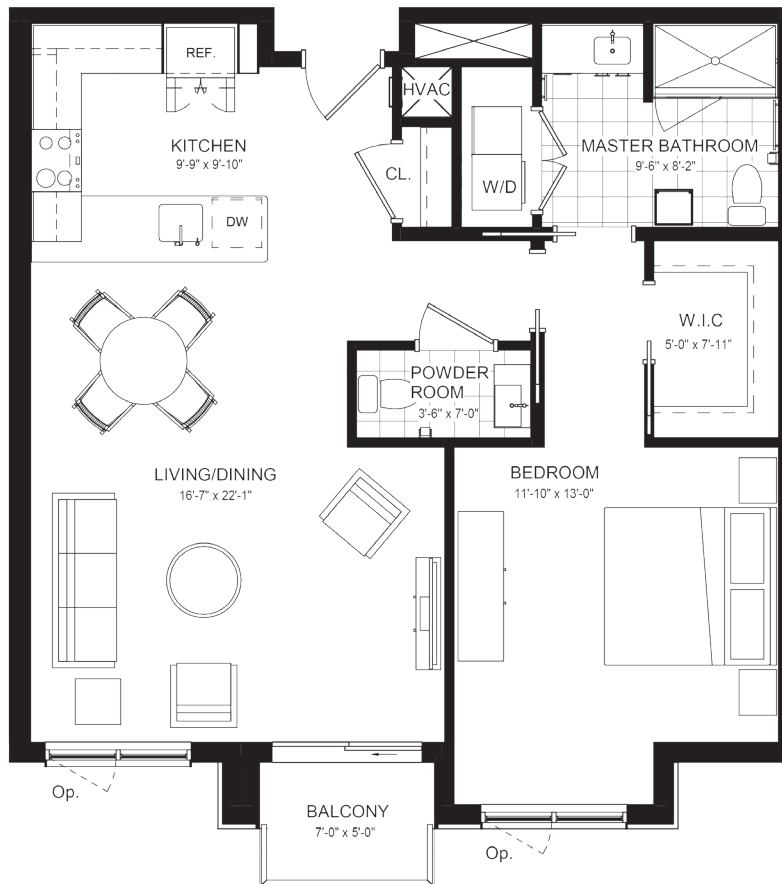 REF.
HVAC
KITCHEN
9'-9" x 9'-10"
CL.
W/D
MASTER BATHROOM
9'-6" x 8'-2"
DW
W.I.C
5'-0" x 7'-11"
POWDER
ROOM
3'-6" x 7'-0"
LIVING/DINING
16'-7" x 22'-1"
BEDROOM
11'-10" x 13'-0"
Op.
BALCONY
7'-0" x 5'-0"
Op.